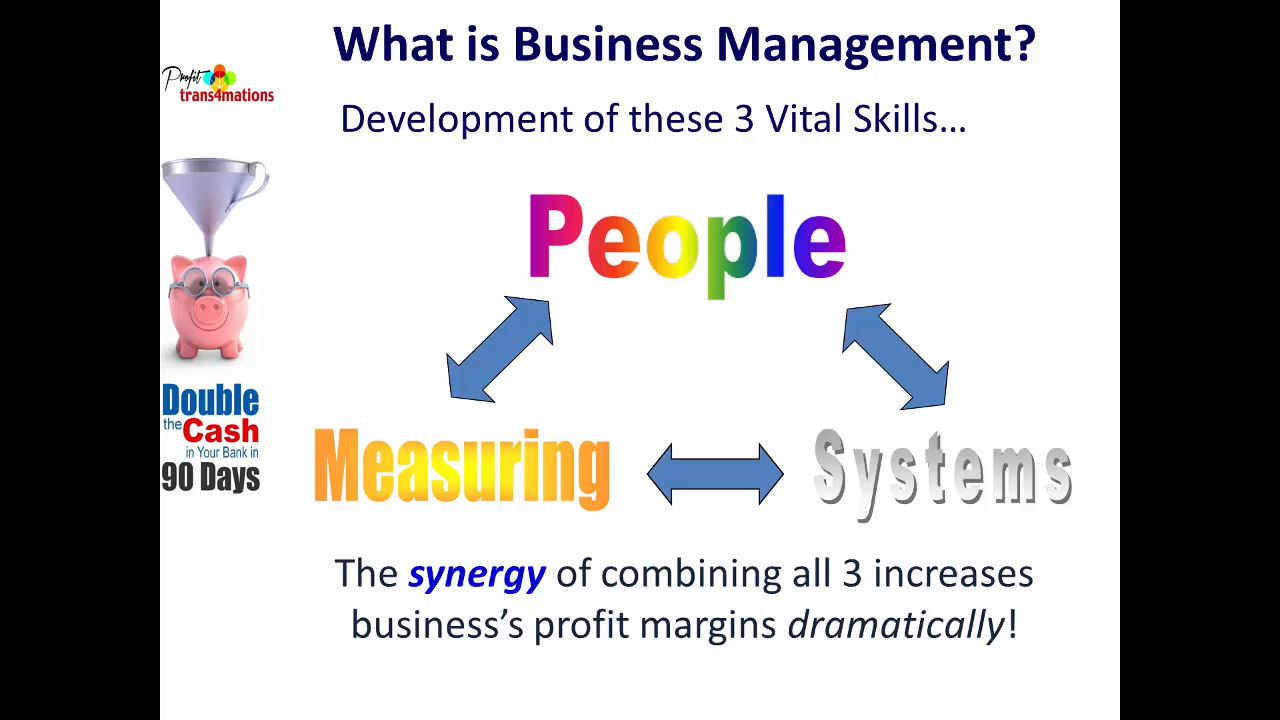 What is Business Management?
Profit
trans4mations
Development of these 3 Vital Skills…
People
Measuring
Systems
Double
the Cash
in Your Bank in
90 Days
The synergy of combining all 3 increases
business’s profit margins dramatically!